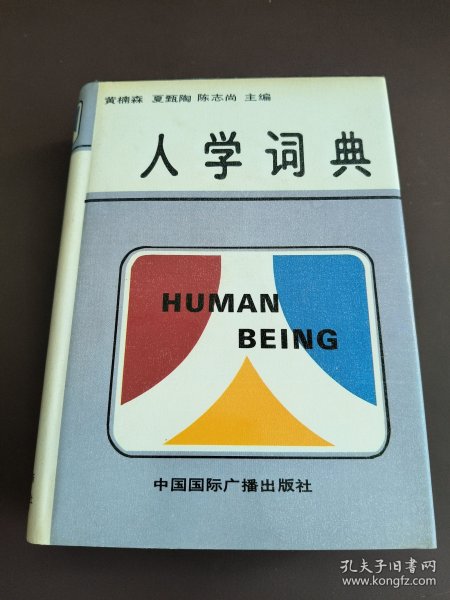 黄楠森 夏甄陶 陈志尚 主编
人学词典
HUMAN
BEING
中国国际广播出版社
孔夫子旧书网
www.kongfz.com